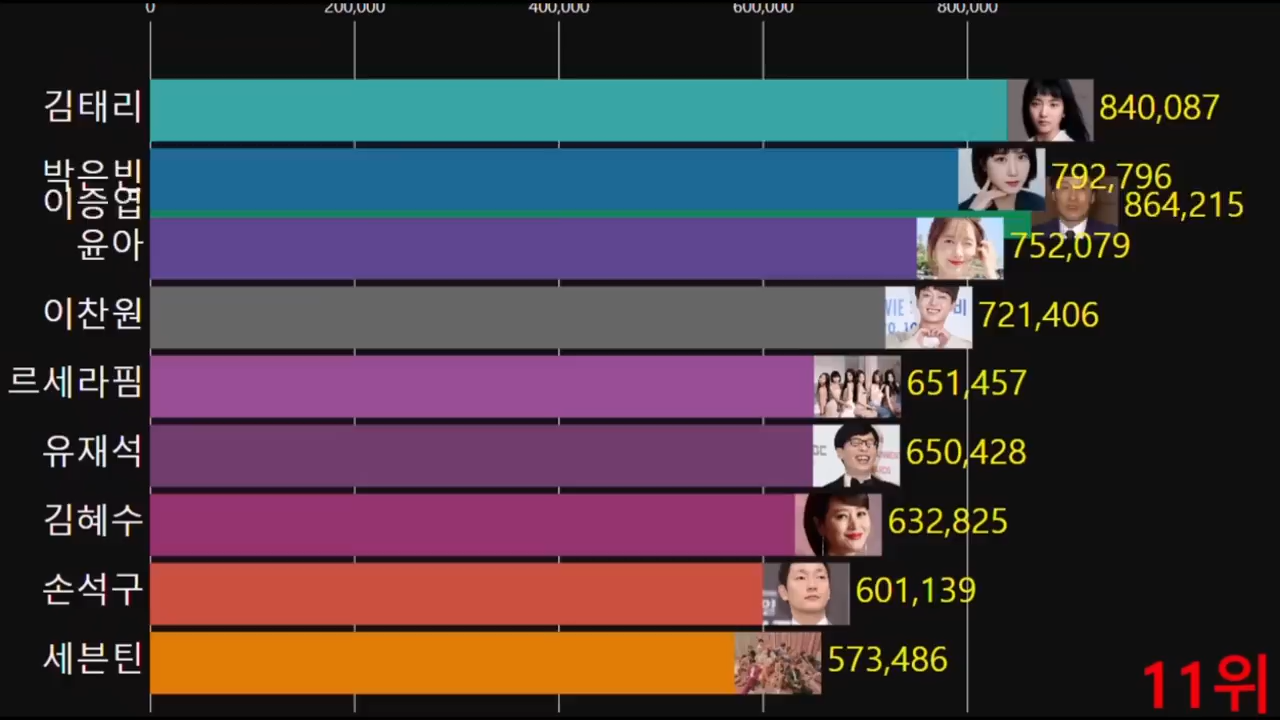 0 200,000 400,000 600,000 800,000
김태리 840,087
박은빈 792,796
이증엽 864,215
윤아 752,079
이찬원 721,406
르세라핌 651,457
유재석 650,428
김혜수 632,825
손석구 601,139
세븐틴 573,486
11위